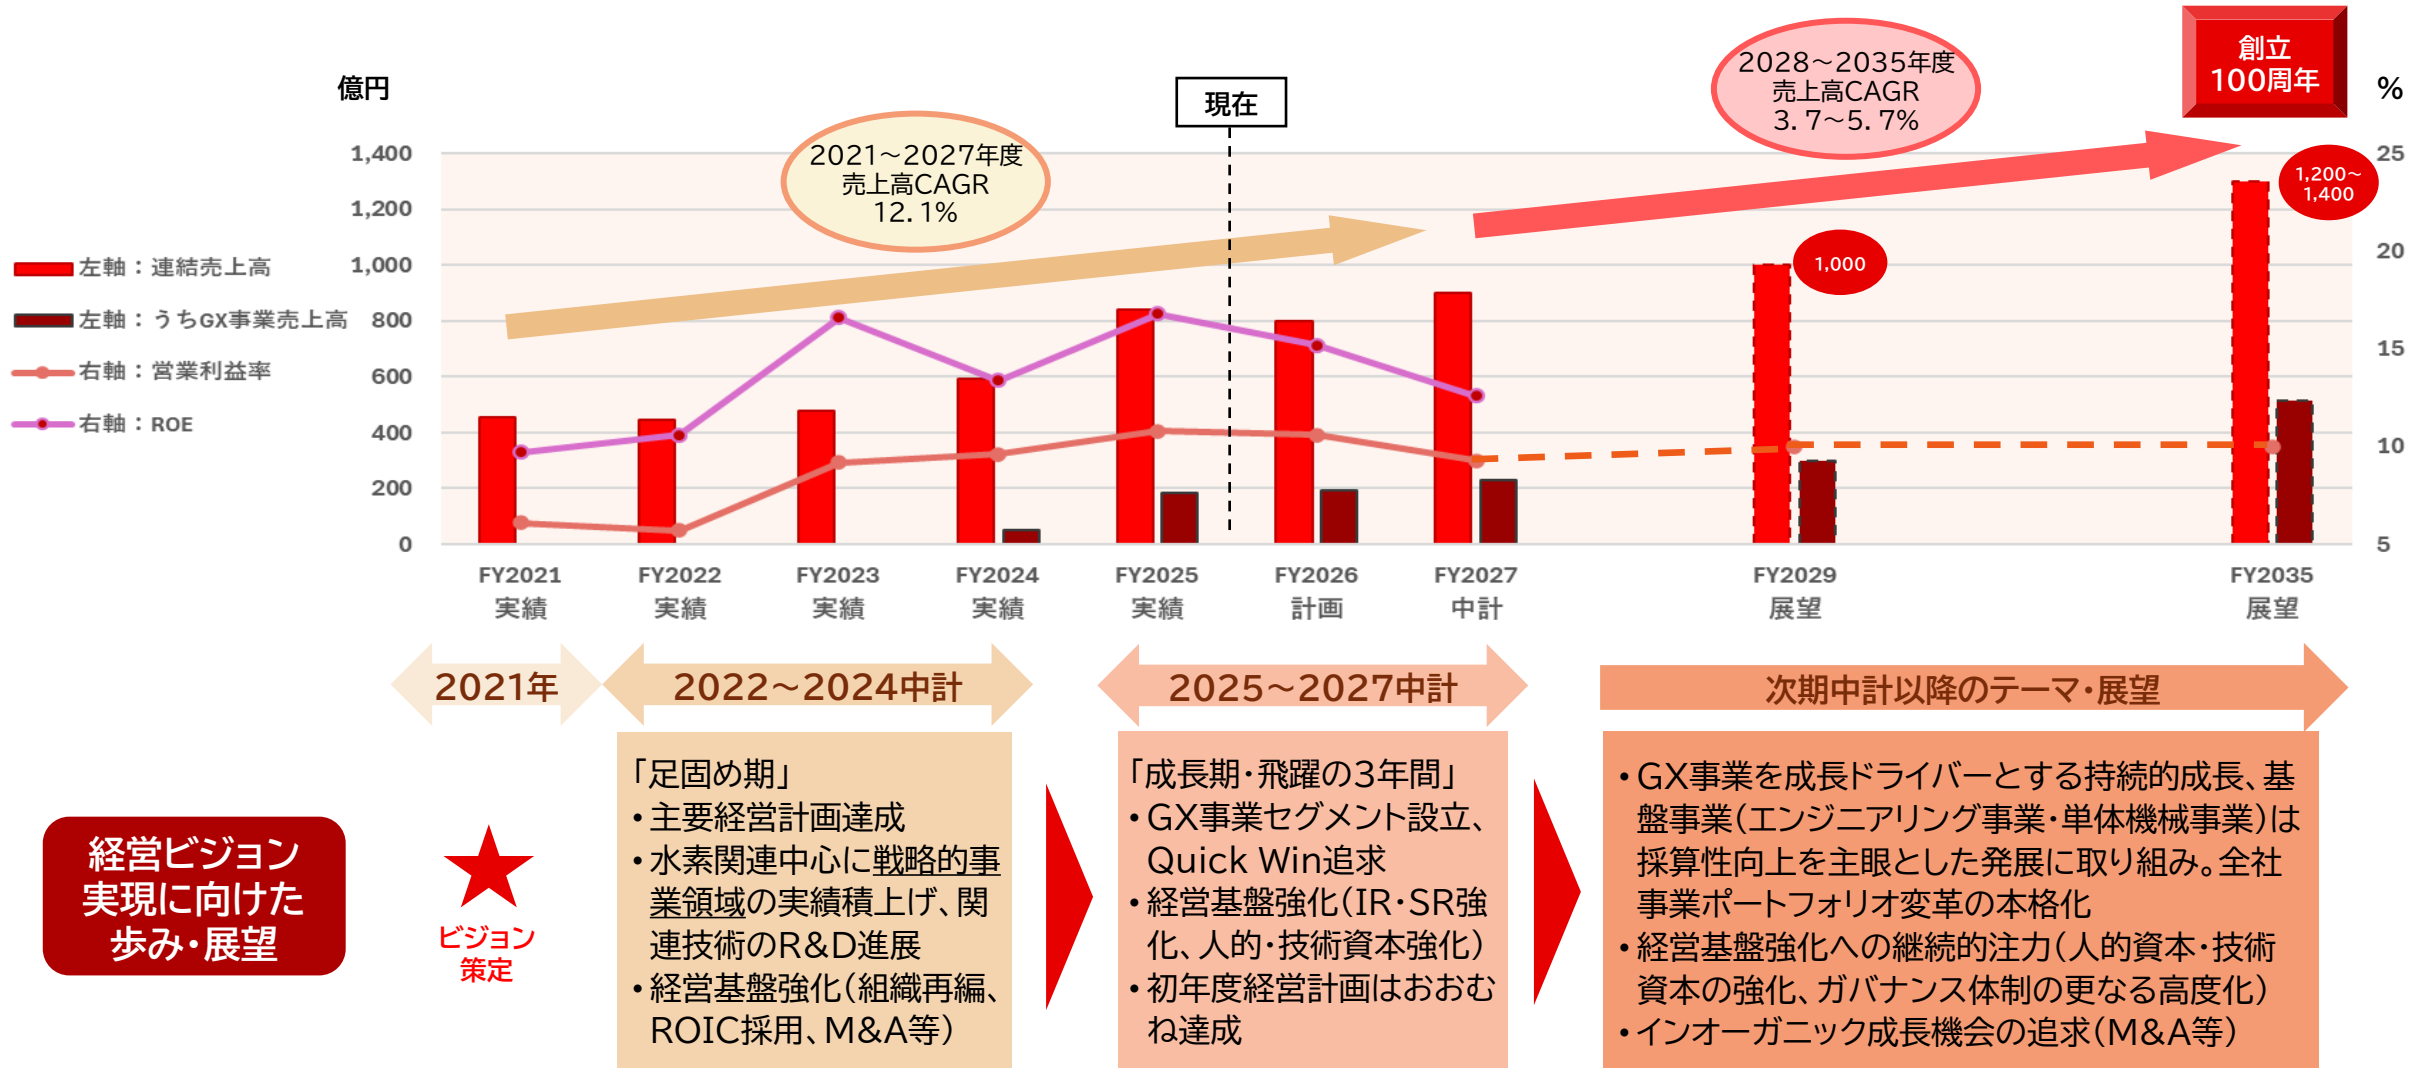 億円
現在
2028～2035年度
売上高CAGR
3．7～5．7%
創立
100周年
%
2021～2027年度
売上高CAGR
12．1%
1,400
1,200
1,000
800
600
400
200
0
25
20
15
10
5
1,200～
1,400
1,000
左軸：連結売上高
左軸：うちGX事業売上高
右軸：営業利益率
右軸：ROE
FY2021
実績
FY2022
実績
FY2023
実績
FY2024
実績
FY2025
実績
FY2026
計画
FY2027
中計
FY2029
展望
FY2035
展望
2021年
2022～2024中計
2025～2027中計
次期中計以降のテーマ・展望
経営ビジョン
実現に向けた
歩み・展望
ビジョン
策定
「足固め期」
・主要経営計画達成
・水素関連中心に戦略的事
業領域の実績積上げ、関
連技術のR&D進展
・経営基盤強化（組織再編、
ROIC採用、M&A等）
「成長期・飛躍の3年間」
・GX事業セグメント設立、
Quick Win追求
・経営基盤強化（IR・SR強
化、人的・技術資本強化）
・初年度経営計画はおおむ
ね達成
・GX事業を成長ドライバーとする持続的成長、基
盤事業（エンジニアリング事業・単体機械事業）は
採算性向上を主眼とした発展に取り組み。全社
事業ポートフォリオ変革の本格化
・経営基盤強化への継続的注力（人的資本・技術
資本の強化、ガバナンス体制の更なる高度化）
・インオーガニック成長機会の追求（M&A等）